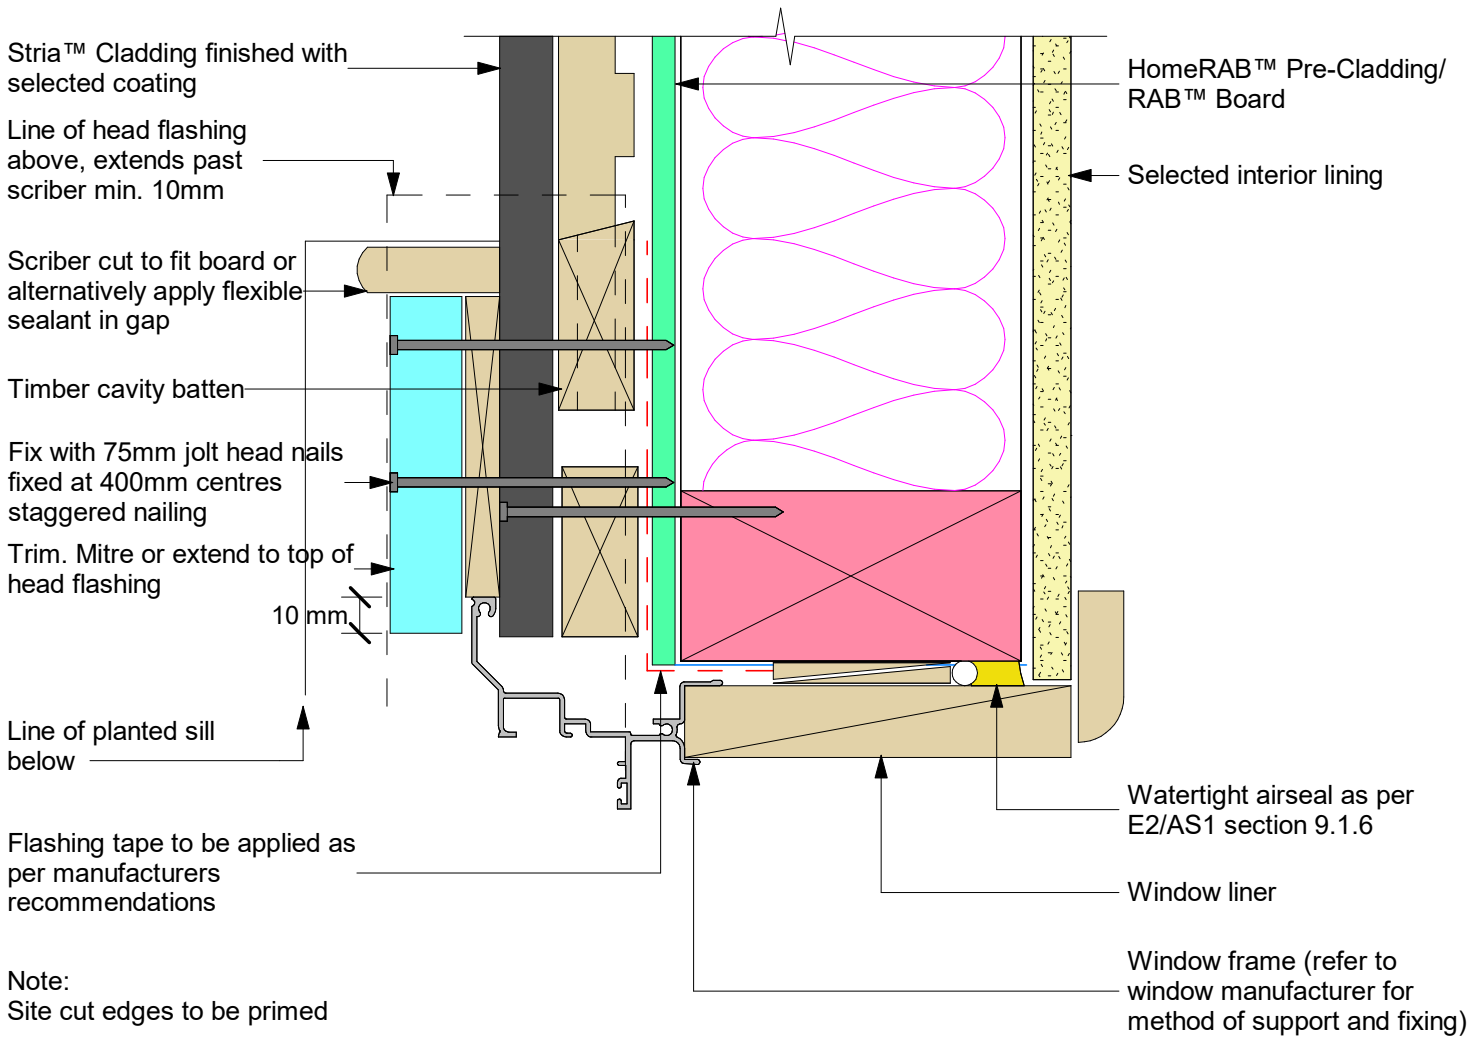 Stria™ Cladding finished with
selected coating
Line of head flashing
above, extends past
scriber min. 10mm
Scriber cut to fit board or
alternatively apply flexible
sealant in gap
Timber cavity batten
Fix with 75mm jolt head nails
fixed at 400mm centres
staggered nailing
Trim. Mitre or extend to top of
head flashing
10 mm
Line of planted sill
below
Flashing tape to be applied as
per manufacturers
recommendations
Note:
Site cut edges to be primed
HomeRAB™ Pre-Cladding/
RAB™ Board
Selected interior lining
Watertight airseal as per
E2/AS1 section 9.1.6
Window liner
Window frame (refer to
window manufacturer for
method of support and fixing)